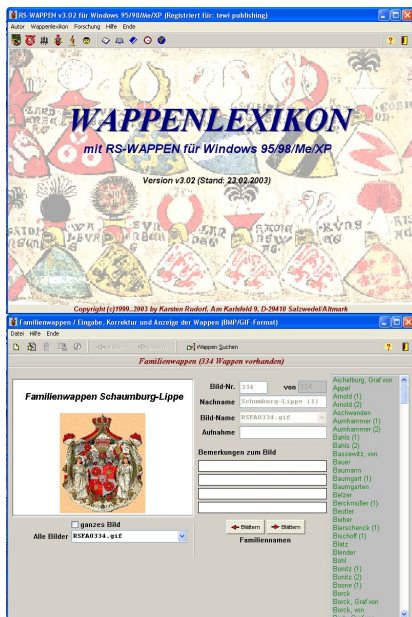 RS-WAPPEN v3.02 für Windows 95/98/Me/XP (Registriert für: tewi publishing)
Autor Wappenlexikon Forschung Hilfe Ende
WAPPENLEXIKON
mit RS-WAPPEN für Windows 95/98/Me/XP
Version v3.02 (Stand: 23.02.2003)
Copyright (c)1999..2003 by Karsten Rudorf, Am Karlsfeld 9, D-29410 Salzwedel/Altmark
Familienwappen / Eingabe, Korrektur und Anzeige der Wappen (BMP/GIF-Format)
Datei Hilfe Ende
Blättern Blättern Wappen Suchen
Familienwappen (334 Wappen vorhanden)
Familienwappen Schaumburg-Lippe
ganzes Bild
Alle Bilder RSFA0334.gif
Bild-Nr. 334 von 334
Nachname Schumburg-Lippe (1)
Bild-Name RSFA0334.gif
Aufnahme
Bemerkungen zum Bild
Blättern Blättern
Familiennamen
Aichelburg, Graf von
Appel
Arnold (1)
Arnold (2)
Aschwanden
Aurnhammer (1)
Aurnhammer (2)
Bahls (1)
Bahls (2)
Bassewitz, von
Bauer
Baumann
Baumgart (1)
Baumgarten
Belzer
Berckmüller (1)
Beutler
Bieber
Bierschenck (1)
Bischoff (1)
Blatz
Blender
Bohl
Bonitz (1)
Bonitz (2)
Boone (1)
Borck
Borck, Graf von
Borck, von